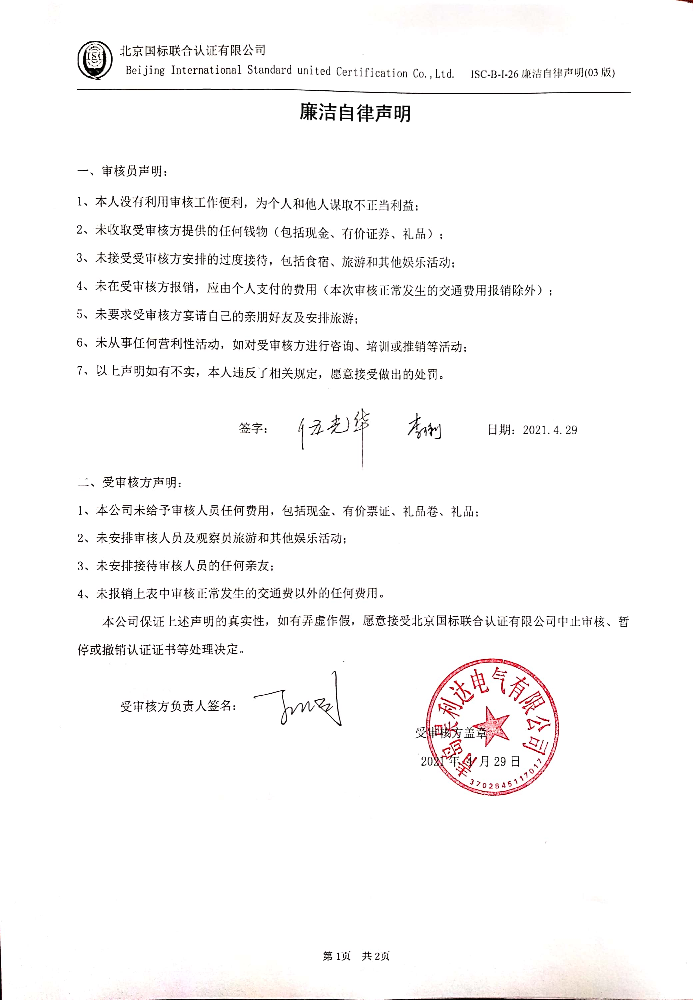 ISC
北京国标联合认证有限公司
Beijing International Standard united Certification Co.,Ltd. ISC-B-I-26 廉洁自律声明(03 版)
廉洁自律声明
一、审核员声明：
1、本人没有利用审核工作便利，为个人和他人谋取不正当利益；
2、未收取受审核方提供的任何钱物（包括现金、有价证券、礼品）；
3、未接受受审核方安排的过度接待，包括食宿、旅游和其他娱乐活动；
4、未在受审核方报销，应由个人支付的费用（本次审核正常发生的交通费用报销除外）；
5、未要求受审核方宴请自己的亲朋好友及安排旅游；
6、未从事任何营利性活动，如对受审核方进行咨询、培训或推销等活动；
7、以上声明如有不实，本人违反了相关规定，愿意接受做出的处罚。
签字： 伍光华 李俐 日期：2021.4.29
二、受审核方声明：
1、本公司未给予审核人员任何费用，包括现金、有价票证、礼品卷、礼品；
2、未安排审核人员及观察员旅游和其他娱乐活动；
3、未安排接待审核人员的任何亲友；
4、未报销上表中审核正常发生的交通费以外的任何费用。
本公司保证上述声明的真实性，如有弄虚作假，愿意接受北京国标联合认证有限公司中止审核、暂
停或撤销认证证书等处理决定。
受审核方负责人签名：
青岛昊利达电气有限公司
受审核方盖章
2021 年 4 月 29 日
3702845117017
第 1页 共 2页